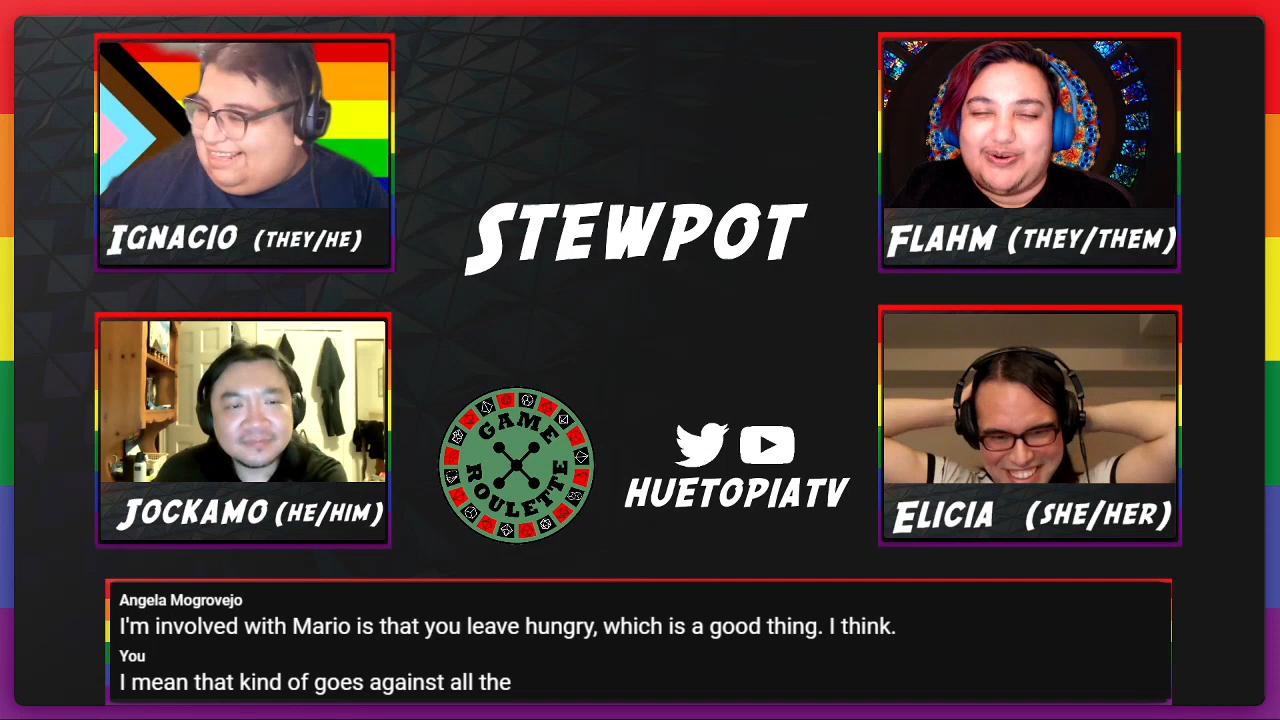 IGNACIO (THEY/HE)
FLAHM (THEY/THEM)
STEWPOT
JOCKAMO (HE/HIM)
GAME
ROULETTE
HUETOPIATV
ELICIA (SHE/HER)
Angela Mogrovejo
I'm involved with Mario is that you leave hungry, which is a good thing. I think.
You
I mean that kind of goes against all the